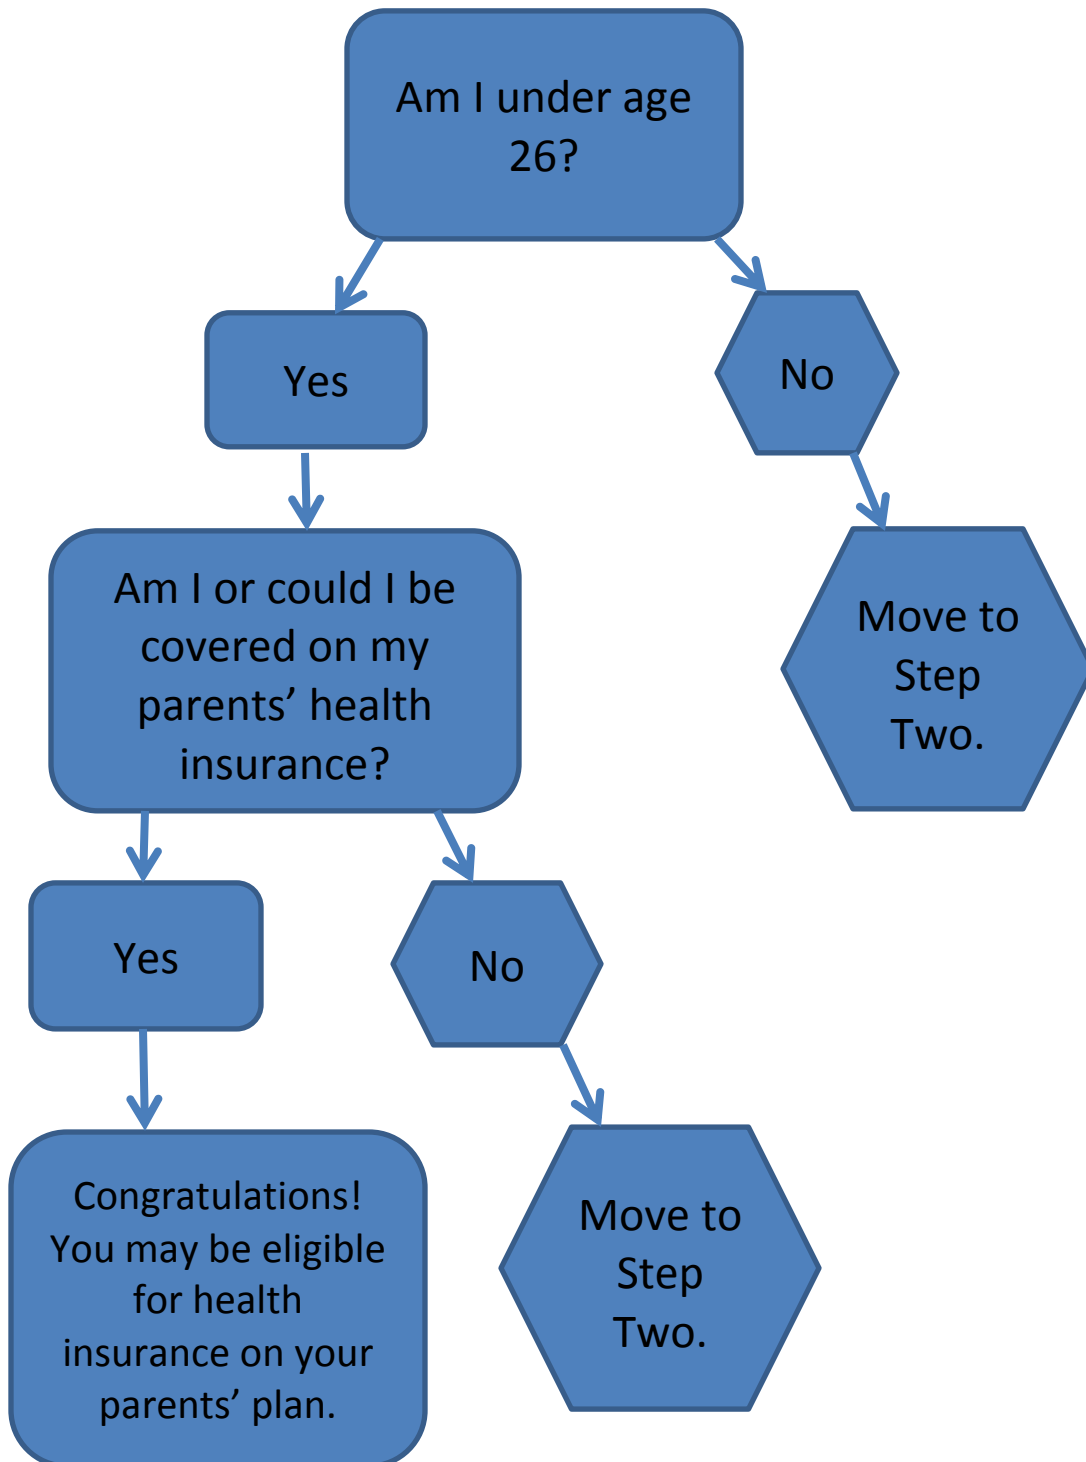 Am I under age
26?
Yes
No
Am I or could I be
covered on my
parents’ health
insurance?
Move to
Step
Two.
Yes
No
Congratulations!
You may be eligible
for health
insurance on your
parents’ plan.
Move to
Step
Two.